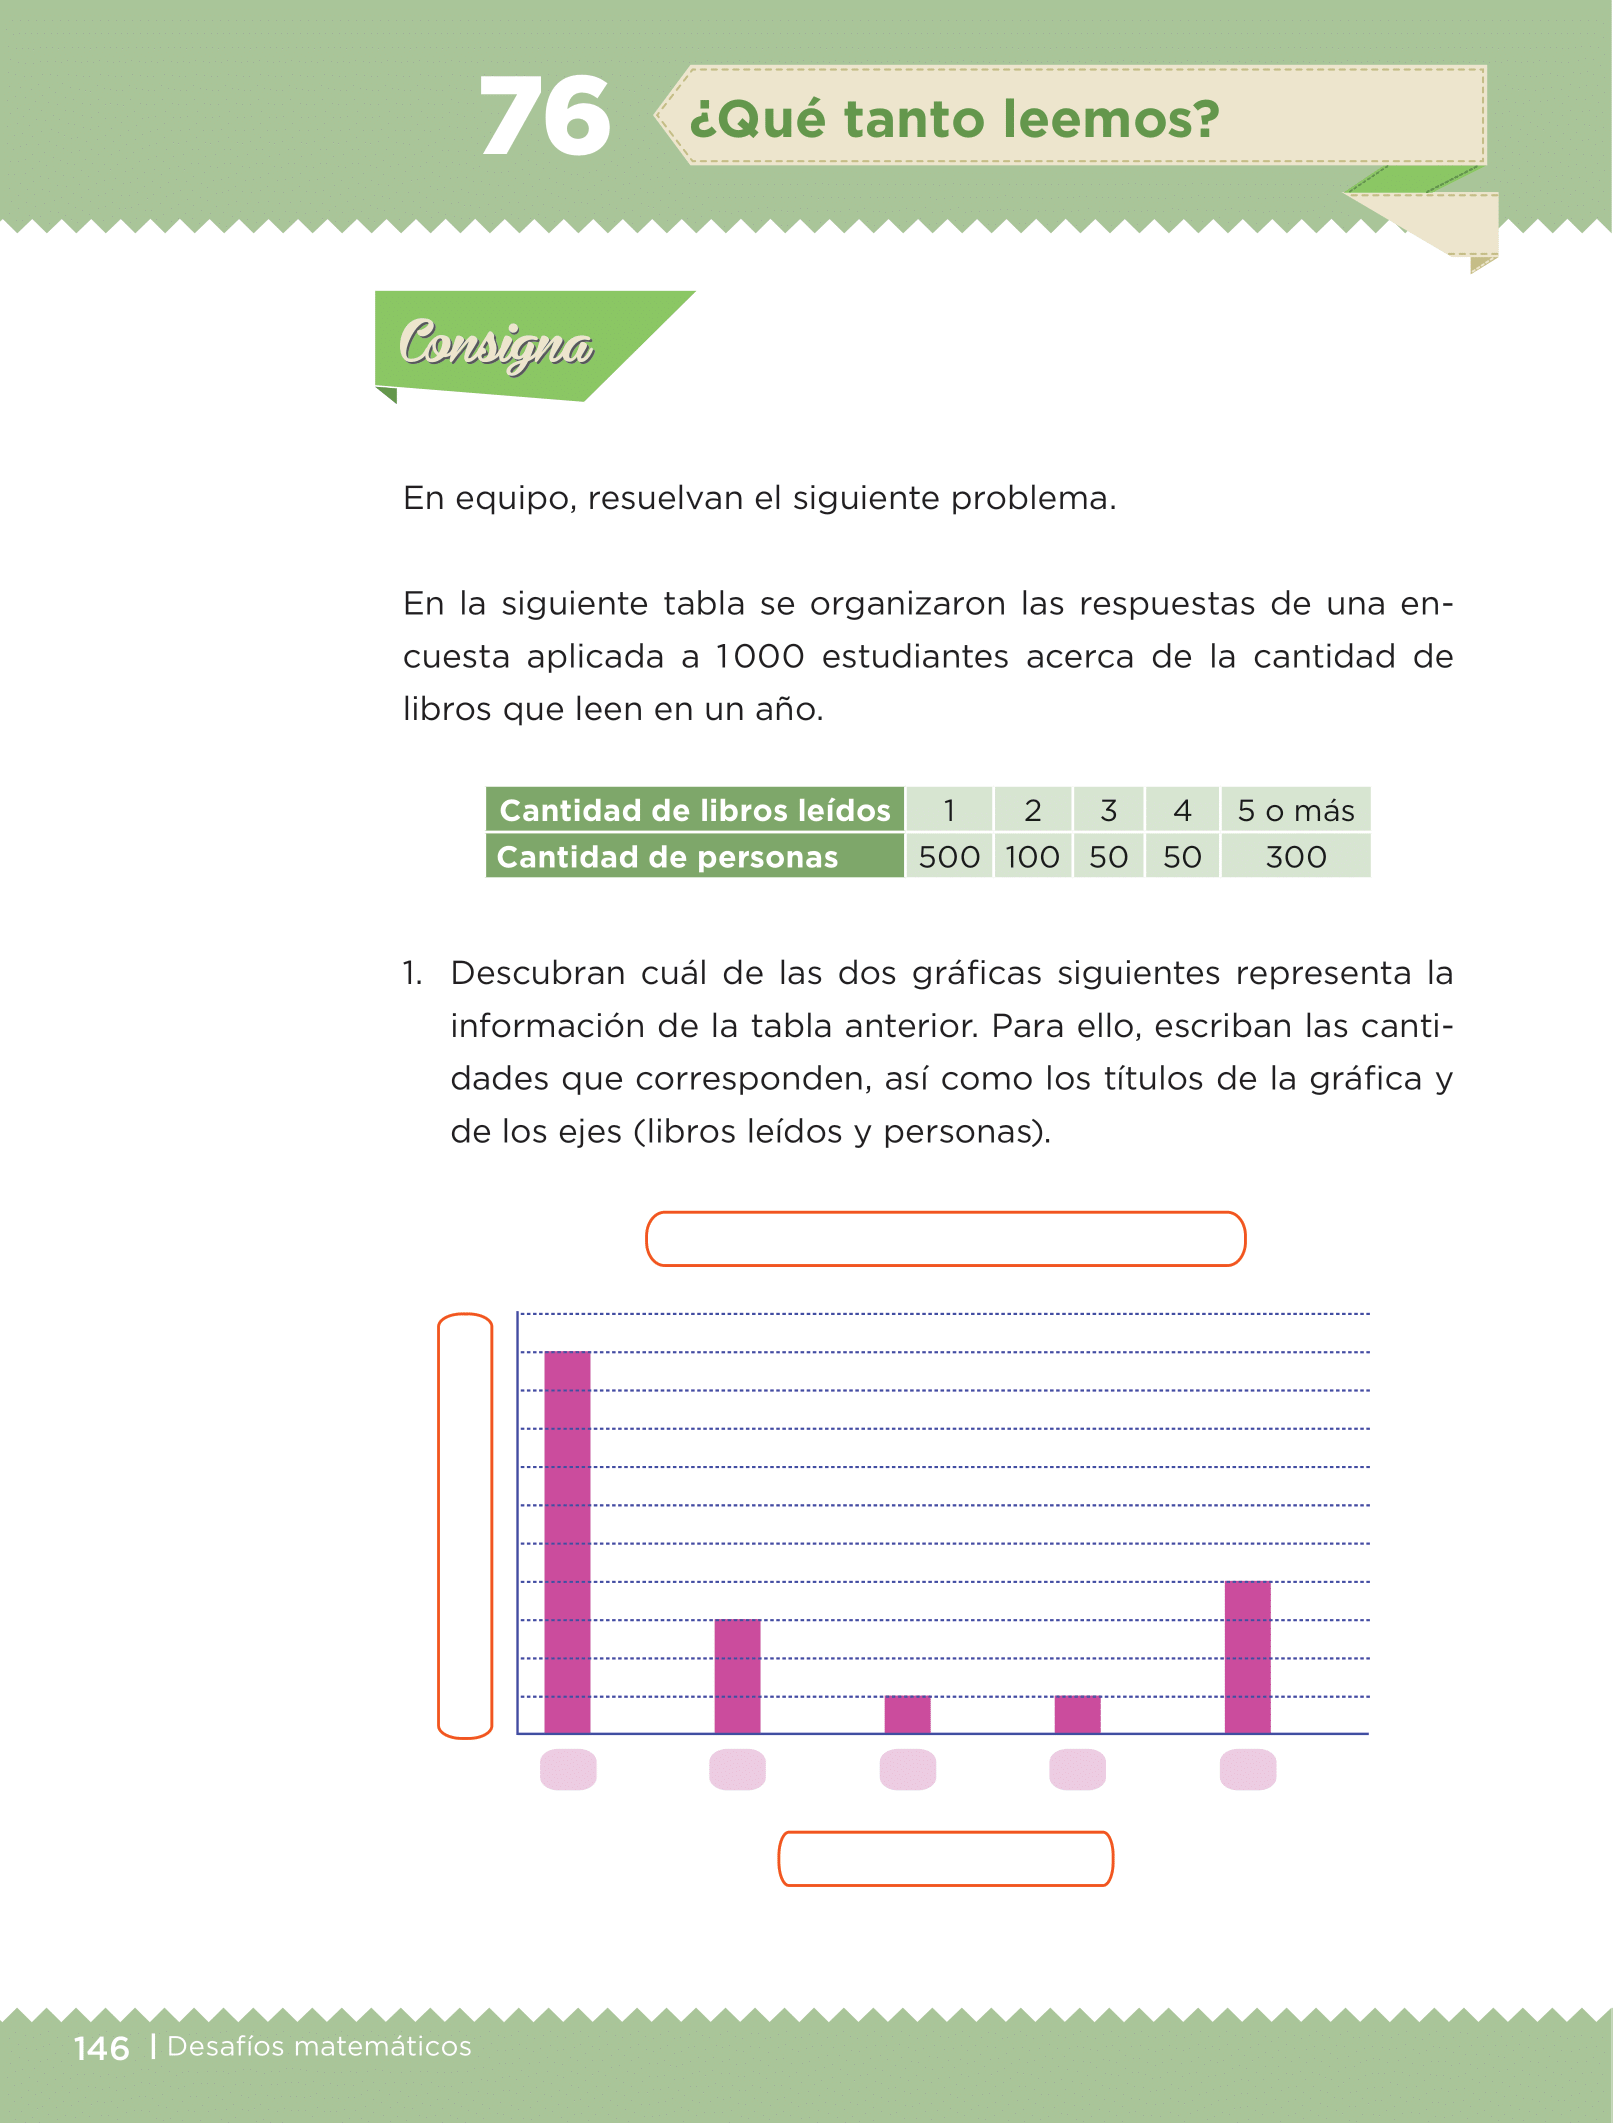 76
¿Qué tanto leemos?
Consigna
En equipo, resuelvan el siguiente problema.
En la siguiente tabla se organizaron las respuestas de una en-
cuesta aplicada a 1000 estudiantes acerca de la cantidad de
libros que leen en un año.
Cantidad de libros leídos 1 2 3 4 5 o más
Cantidad de personas 500 100 50 50 300
1. Descubran cuál de las dos gráficas siguientes representa la
información de la tabla anterior. Para ello, escriban las canti-
dades que corresponden, así como los títulos de la gráfica y
de los ejes (libros leídos y personas).
146 | Desafíos matemáticos